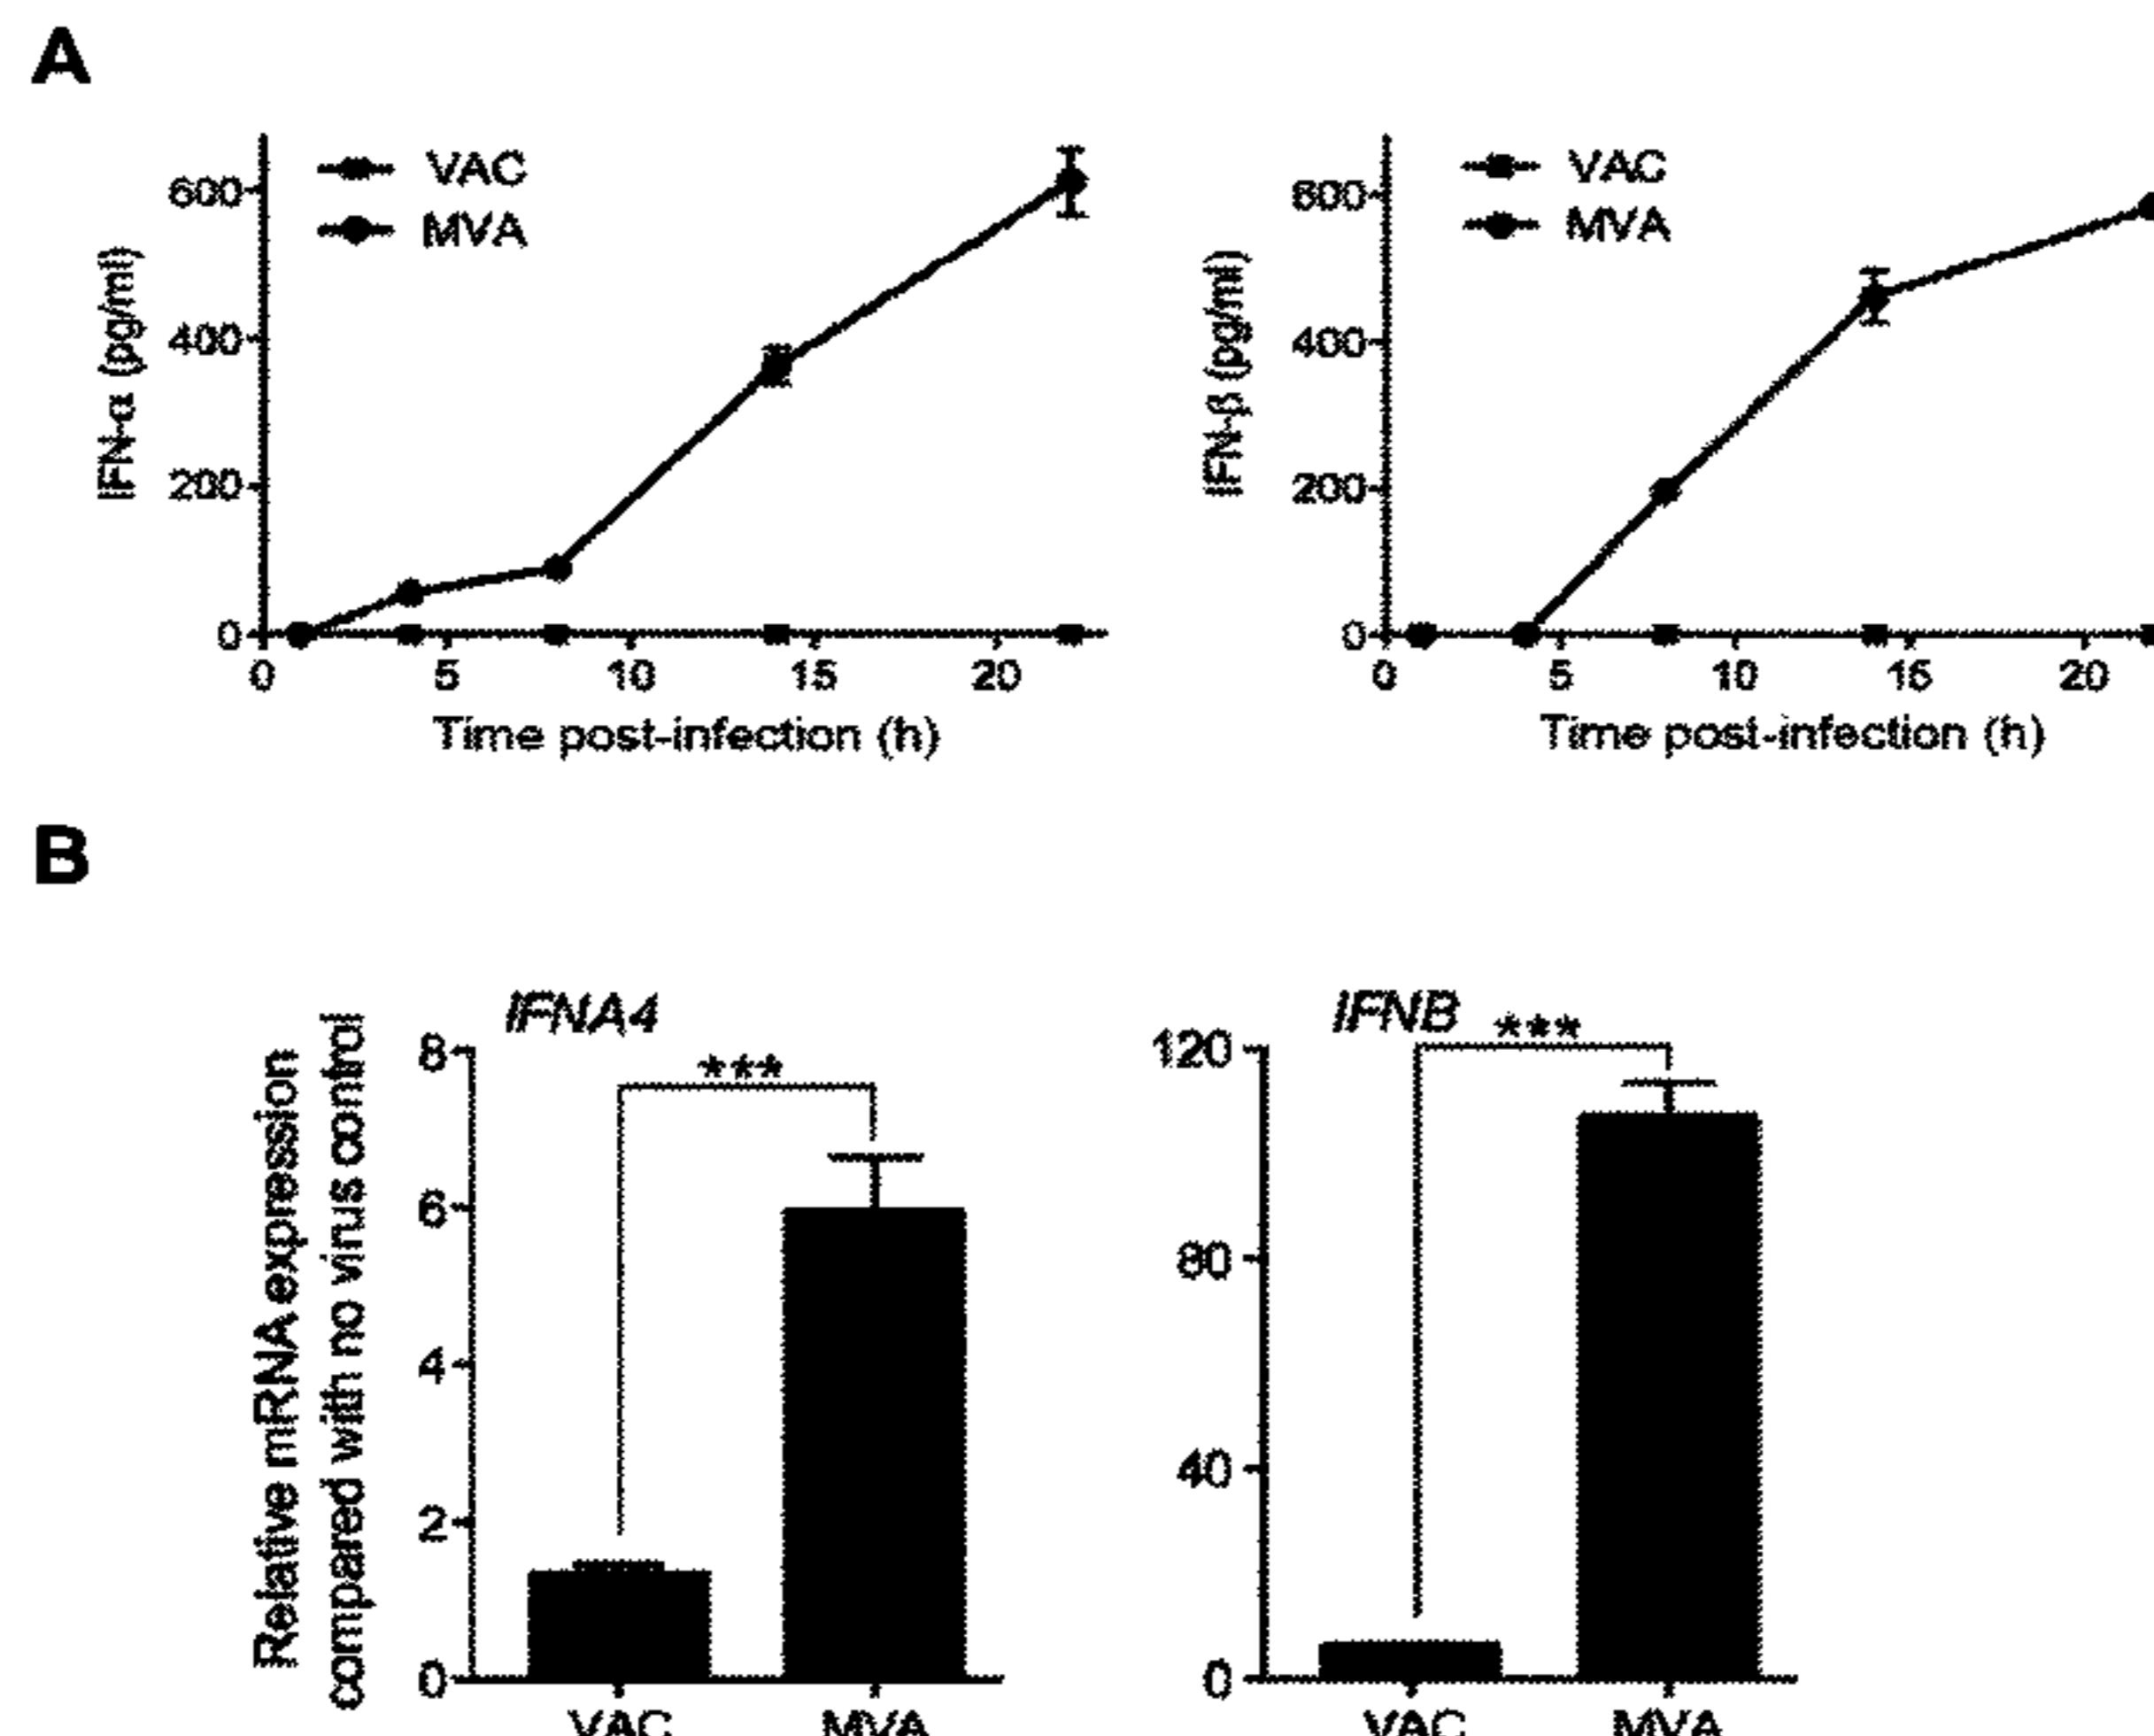 A
VAC
MVA
600
400
200
0
IFN-α (pg/ml)
0 5 10 15 20
Time post-infection (h)
VAC
MVA
600
400
200
0
IFN-β (pg/ml)
0 5 10 15 20
Time post-infection (h)
B
Relative mRNA expression
compared with no virus control
IFNA4
***
8
6
4
2
0
VAC MVA
IFNB
***
120
80
40
0
VAC MVA